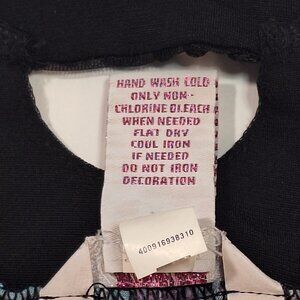 HAND WASH COLD
ONLY NON-
CHLORINE BLEACH
WHEN NEEDED
FLAT DRY
COOL IRON
IF NEEDED
DO NOT IRON
DECORATION
400916938310